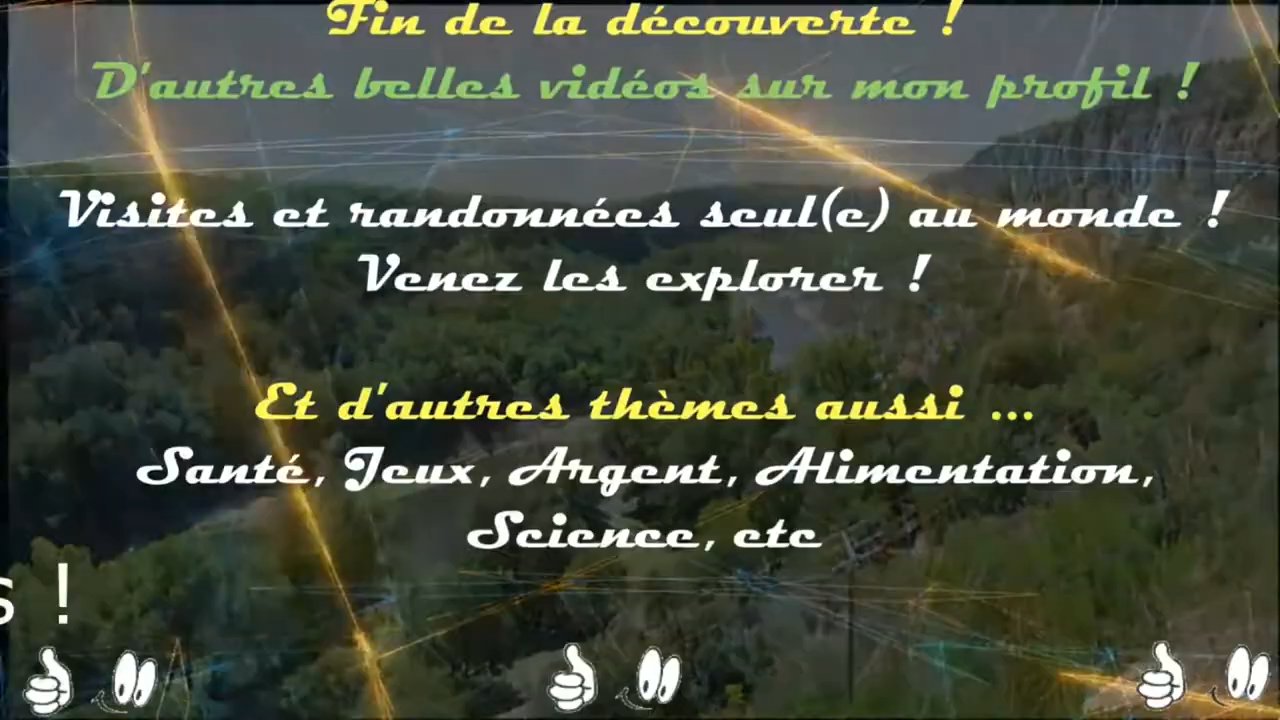 Fin de la découverte !
D'autres belles vidéos sur mon profil !
Visites et randonnées seul(e) au monde !
Venez les explorer !
Et d'autres thèmes aussi ...
Santé, Jeux, Argent, Alimentation,
Science, etc
s !